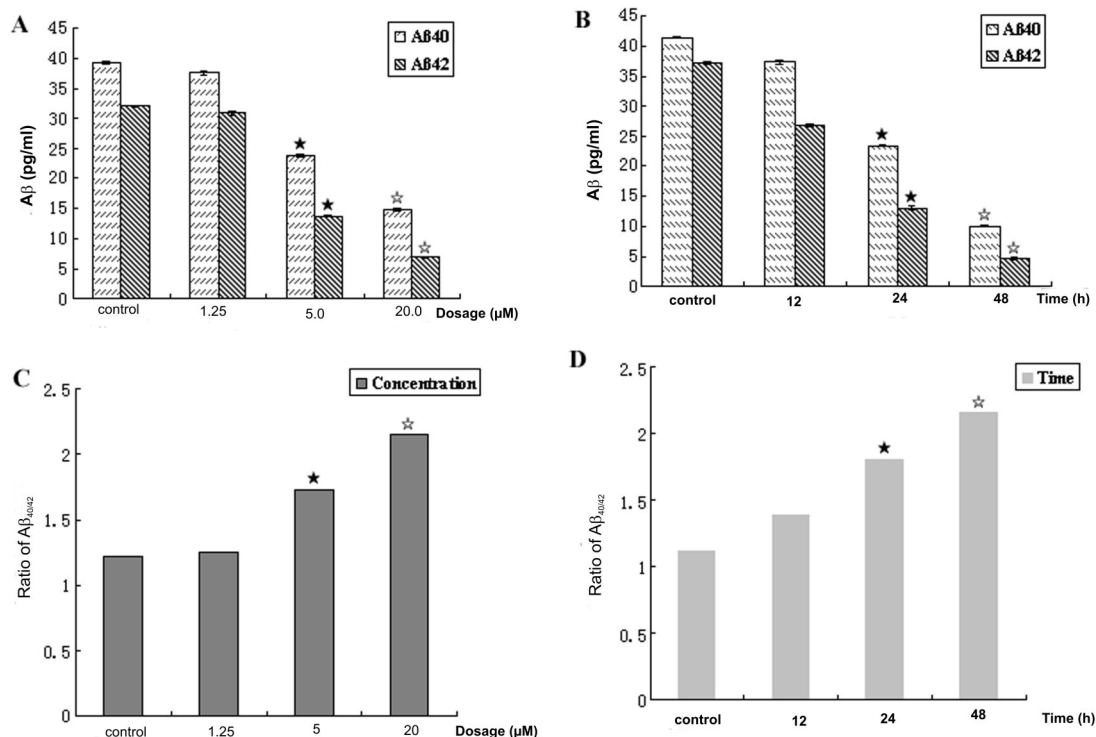 A
Aß40
Aß42
45
40
35
30
25
20
15
10
5
0
Aβ (pg/ml)
control 1.25 5.0 20.0 Dosage (µM)
B
Aß40
Aß42
45
40
35
30
25
20
15
10
5
0
Aβ (pg/ml)
control 12 24 48 Time (h)
C
Concentration
2.5
2
1.5
1
0.5
0
Ratio of Aβ40/42
control 1.25 5 20 Dosage (µM)
D
Time
2.5
2
1.5
1
0.5
0
Ratio of Aβ40/42
control 12 24 48 Time (h)